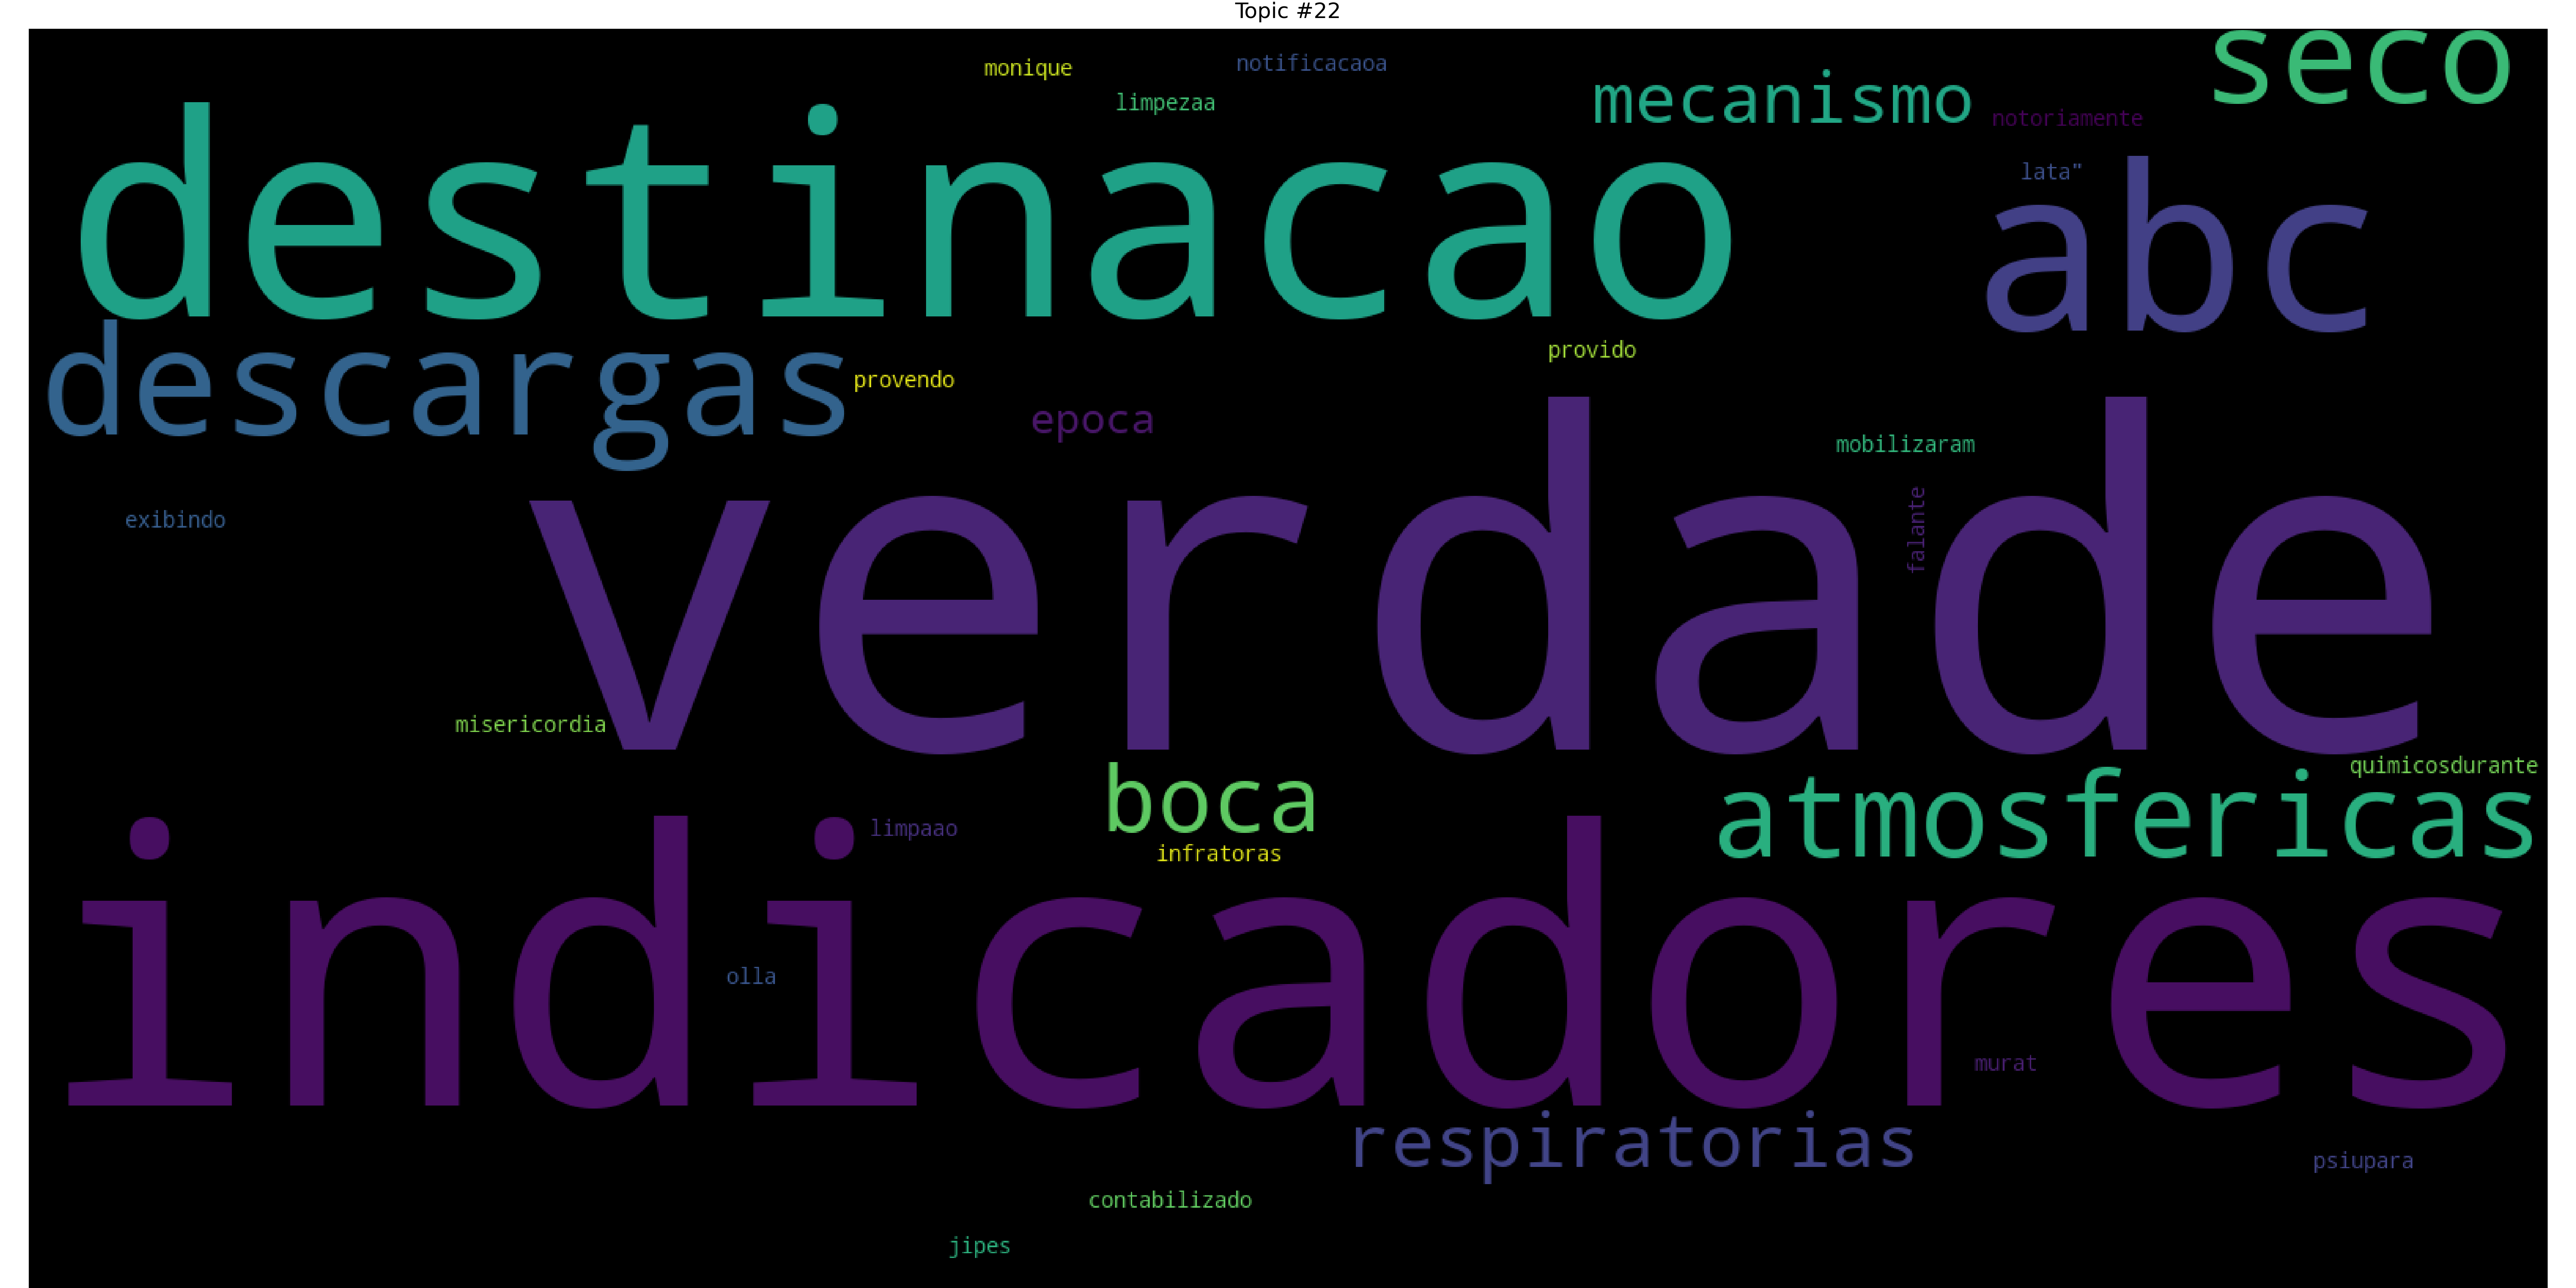 Topic #22
seco
monique
notificacaoa
limpezaa
mecanismo
notoriamente
destinacao
lata"
abc
descargas
provendo
provido
epoca
mobilizaram
falante
exibindo
verdade
misericordia
quimicosdurante
boca
atmosfericas
limpaao
infratoras
indicadores
olla
murat
respiratorias
psiupara
contabilizado
jipes